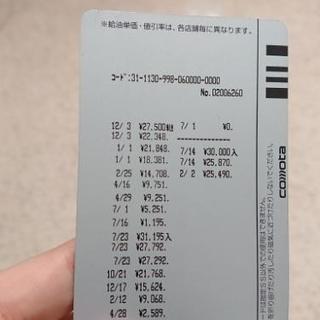 ※給油単価・値引率は、各店舗毎に異なります。
コード:31-1130-998-060000-0000
No.02006260
12/ 3 ¥27,500
12/ 3 ¥22,348.
1/ 1 ¥21,848.
1/ 1 ¥18,381.
2/25 ¥14,708.
4/16 ¥9,751.
4/29 ¥9,251.
7/ 1 ¥5,251.
7/16 ¥1,195.
7/23 ¥31,195入
7/23 ¥27,792.
7/23 ¥27,292.
10/21 ¥21,768.
12/17 ¥15,624.
2/12 ¥9,068.
4/28 ¥2,589.
7/ 1 ¥0.
--------------
7/14 ¥30,000入
7/14 ¥25,870.
2/ 2 ¥25,490.
comota